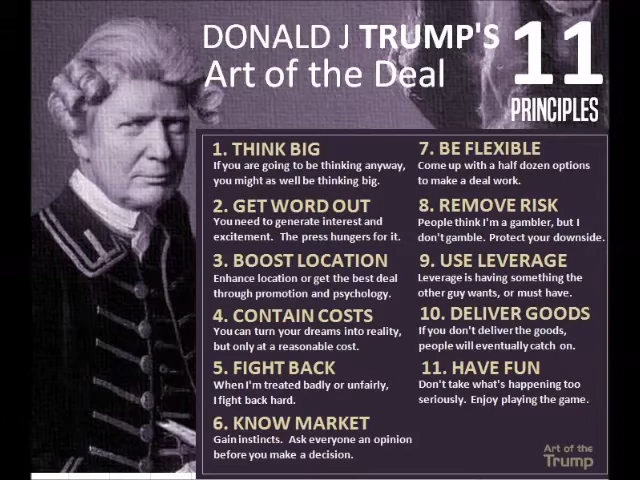 DONALD J TRUMP'S
Art of the Deal
11
PRINCIPLES
1. THINK BIG
If you are going to be thinking anyway,
you might as well be thinking big.
2. GET WORD OUT
You need to generate interest and
excitement. The press hungers for it.
3. BOOST LOCATION
Enhance location or get the best deal
through promotion and psychology.
4. CONTAIN COSTS
You can turn your dreams into reality,
but only at a reasonable cost.
5. FIGHT BACK
When I'm treated badly or unfairly,
I fight back hard.
6. KNOW MARKET
Gain instincts. Ask everyone an opinion
before you make a decision.
7. BE FLEXIBLE
Come up with a half dozen options
to make a deal work.
8. REMOVE RISK
People think I'm a gambler, but I
don't gamble. Protect your downside.
9. USE LEVERAGE
Leverage is having something the
other guy wants, or must have.
10. DELIVER GOODS
If you don't deliver the goods,
people will eventually catch on.
11. HAVE FUN
Don't take what's happening too
seriously. Enjoy playing the game.
Art of the
Trump